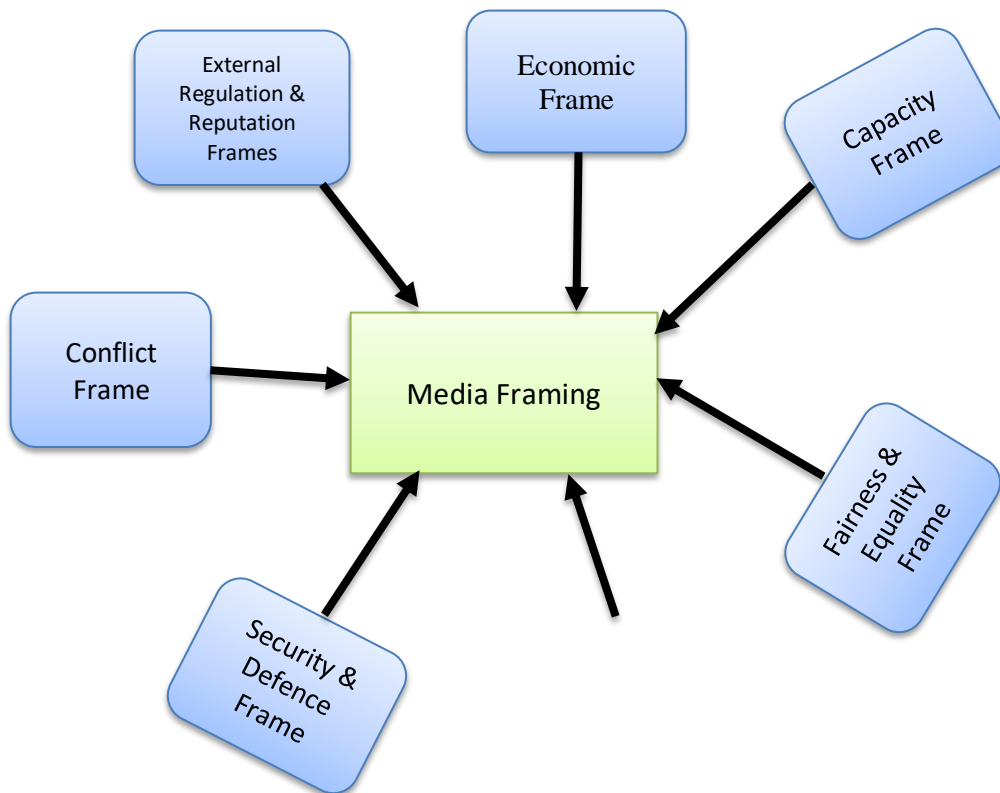 External
Regulation &
Reputation
Frames
Economic
Frame
Capacity
Frame
Conflict
Frame
Media Framing
Fairness &
Equality
Frame
Security &
Defence
Frame